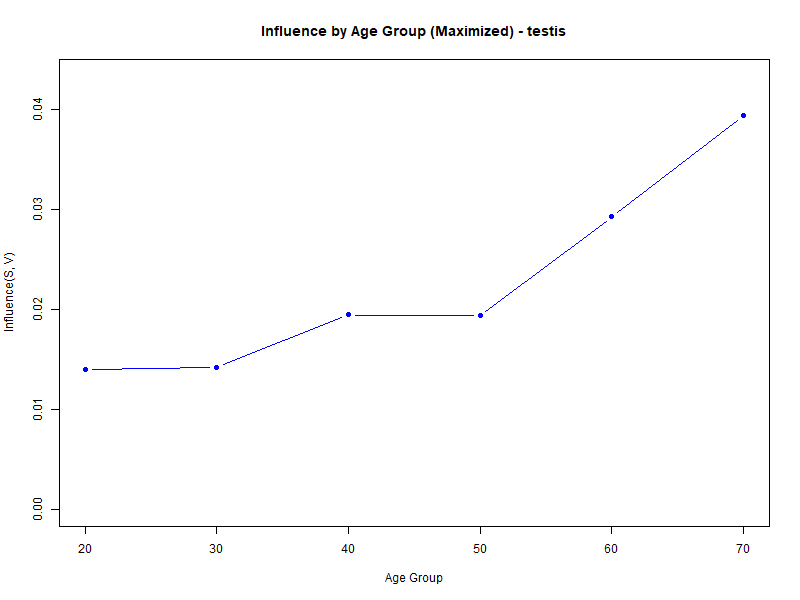 Influence by Age Group (Maximized) - testis
Influence(S, V)
0.04
0.03
0.02
0.01
0.00
20 30 40 50 60 70
Age Group